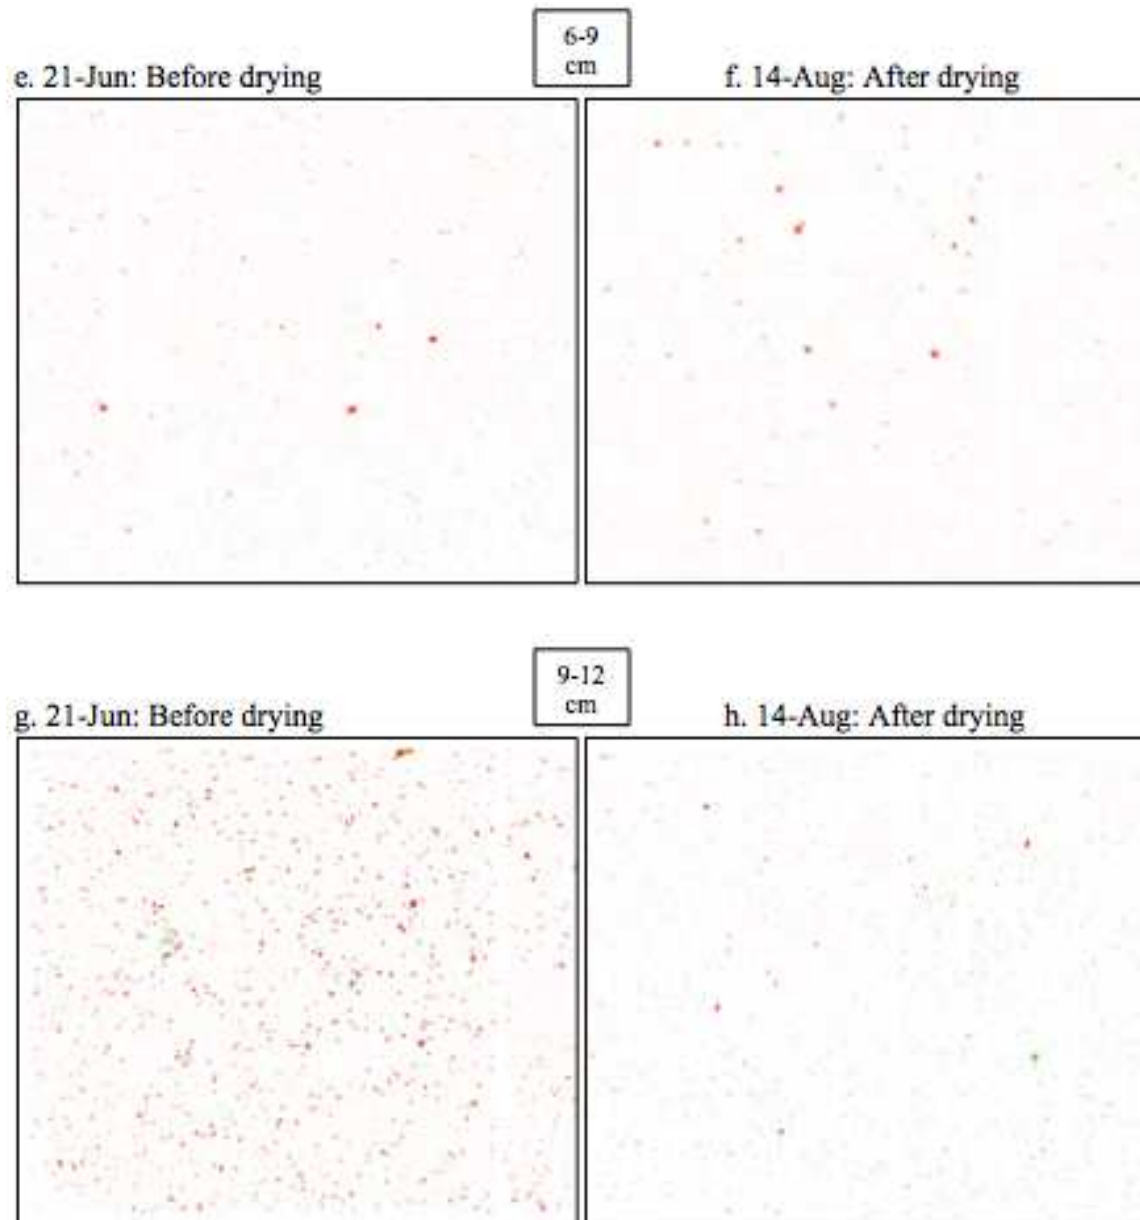 6-9
cm
e. 21-Jun: Before drying
f. 14-Aug: After drying
9-12
cm
g. 21-Jun: Before drying
h. 14-Aug: After drying